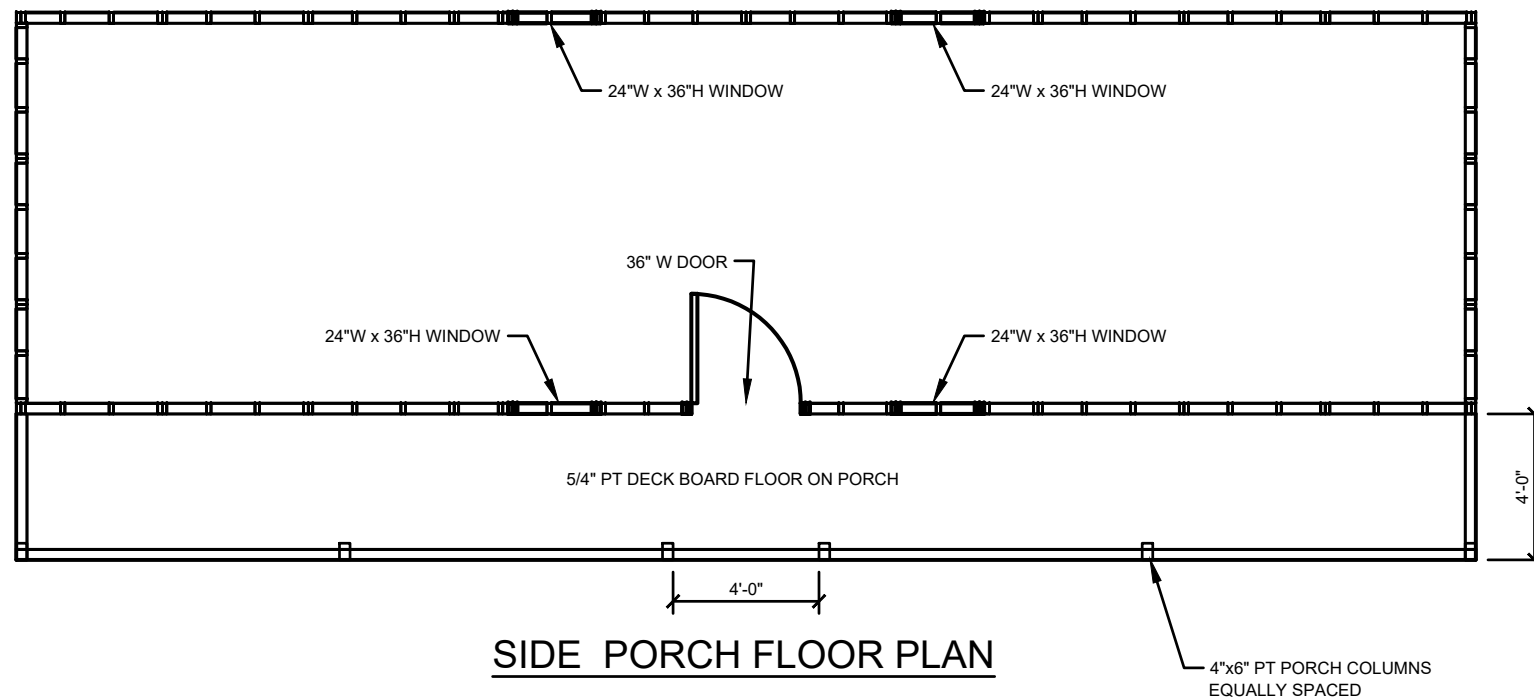 24"W x 36"H WINDOW
24"W x 36"H WINDOW
36" W DOOR
24"W x 36"H WINDOW
24"W x 36"H WINDOW
5/4" PT DECK BOARD FLOOR ON PORCH
4'-0"
4'-0"
SIDE PORCH FLOOR PLAN
4"x6" PT PORCH COLUMNS
EQUALLY SPACED